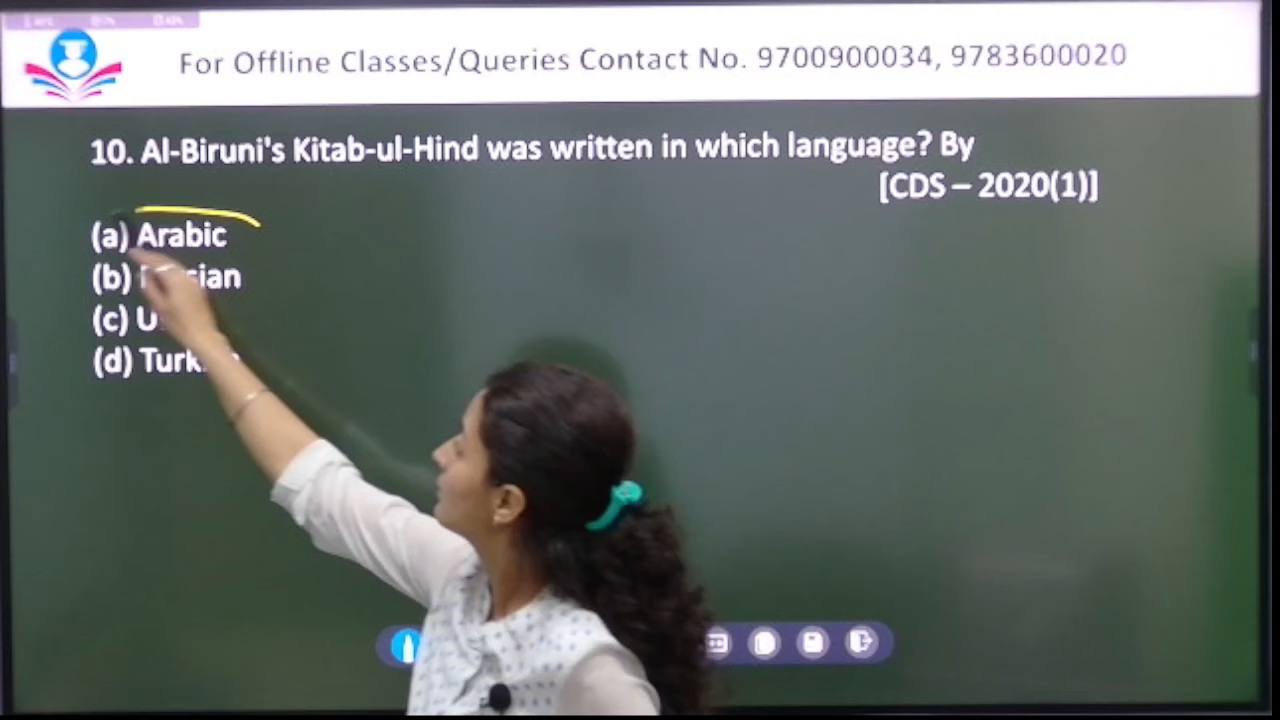 For Offline Classes/Queries Contact No. 9700900034, 9783600020
10. Al-Biruni's Kitab-ul-Hind was written in which language? By
[CDS – 2020(1)]
(a) Arabic
(b)
(c)
(d)